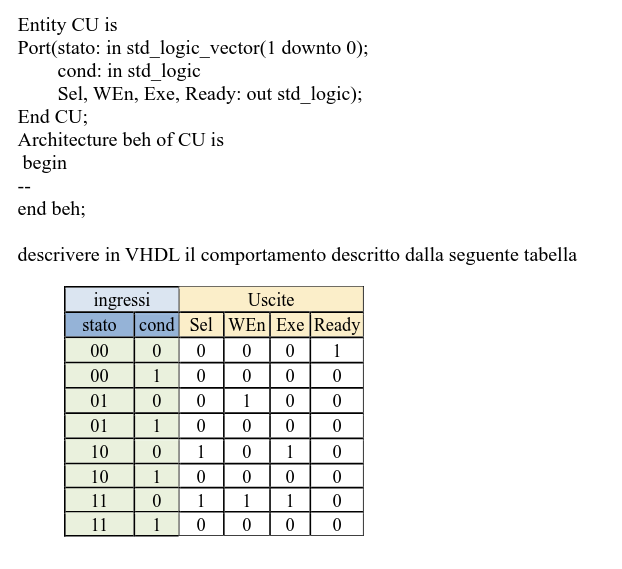 Entity CU is
Port(stato: in std_logic_vector(1 downto 0);
cond: in std_logic
Sel, WEn, Exe, Ready: out std_logic);
End CU;
Architecture beh of CU is
begin
--
end beh;
descrivere in VHDL il comportamento descritto dalla seguente tabella
ingressi Uscite
stato cond Sel WEn Exe Ready
00 0 0 0 0 1
00 1 0 0 0 0
01 0 0 1 0 0
01 1 0 0 0 0
10 0 1 0 1 0
10 1 0 0 0 0
11 0 1 1 1 0
11 1 0 0 0 0